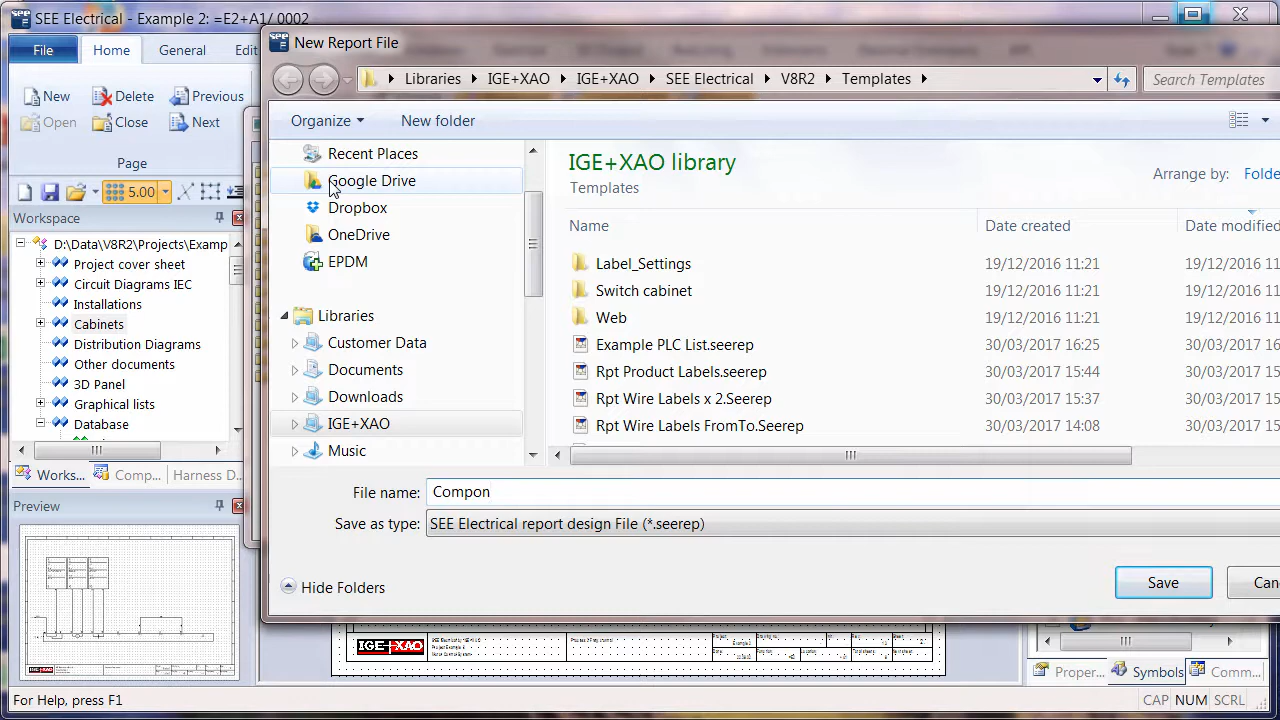 SEE Electrical - Example 2: =E2+A1/ 0002
File
Home
General
Edit
New
Delete
Previous
Open
Close
Next
Page
5.00
Workspace
D:\Data\V8R2\Projects\Examp
Project cover sheet
Circuit Diagrams IEC
Installations
Cabinets
Distribution Diagrams
Other documents
3D Panel
Graphical lists
Database
Works...
Comp...
Harness D...
Preview
For Help, press F1
New Report File
Libraries
IGE+XAO
IGE+XAO
SEE Electrical
V8R2
Templates
Search Templates
Organize
New folder
Recent Places
Google Drive
Dropbox
OneDrive
EPDM
Libraries
Customer Data
Documents
Downloads
IGE+XAO
Music
IGE+XAO library
Templates
Arrange by: Folde
Name
Date created
Date modified
Label_Settings 19/12/2016 11:21 19/12/2016 11
Switch cabinet 19/12/2016 11:21 19/12/2016 11
Web 19/12/2016 11:21 19/12/2016 11
Example PLC List.seerep 30/03/2017 16:25 30/03/2017 16
Rpt Product Labels.seerep 30/03/2017 15:44 30/03/2017 15
Rpt Wire Labels x 2.Seerep 30/03/2017 15:37 30/03/2017 15
Rpt Wire Labels FromTo.Seerep 30/03/2017 14:08 30/03/2017 15
File name: Compon
Save as type: SEE Electrical report design File (*.seerep)
Hide Folders
Save
Canc
IGE+XAO
Proper...
Symbols
Comm...
CAP NUM SCRL